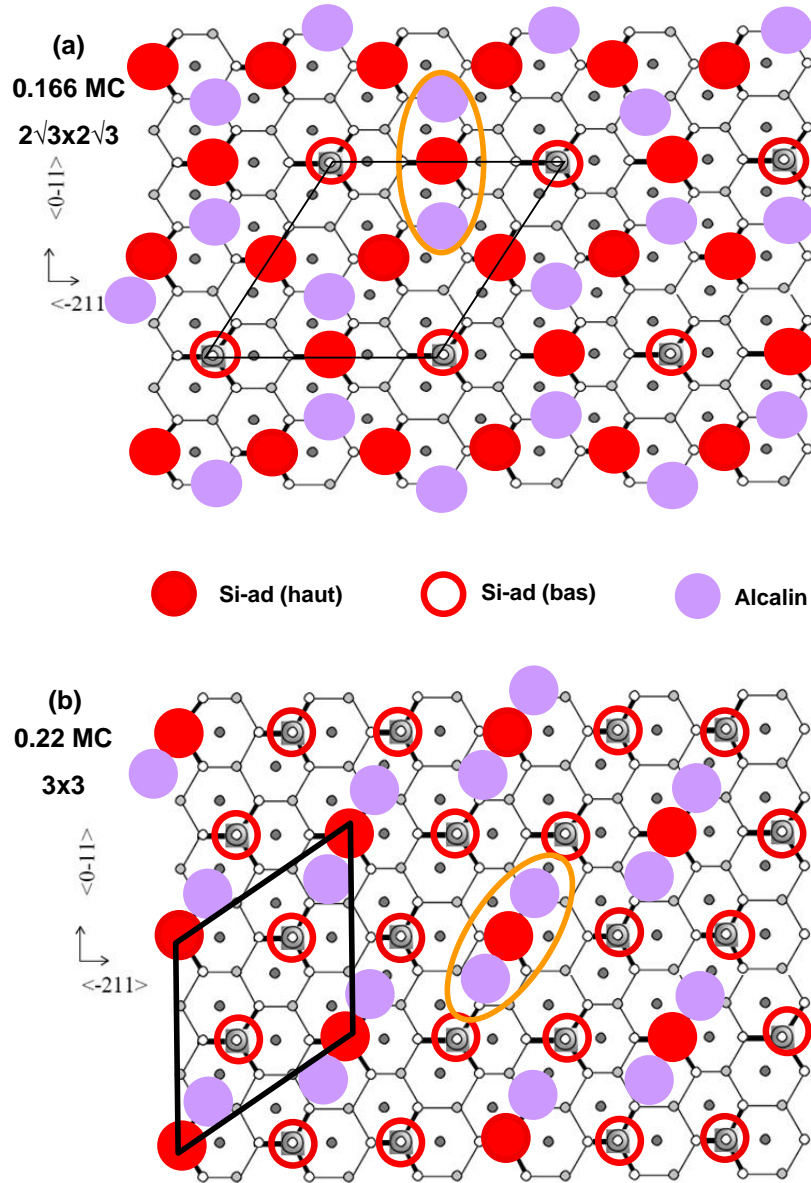 (a)
0.166 MC
2√3x2√3
<0-11>
<-211
Si-ad (haut)
Si-ad (bas)
Alcalin
(b)
0.22 MC
3x3
<0-11>
<-211>